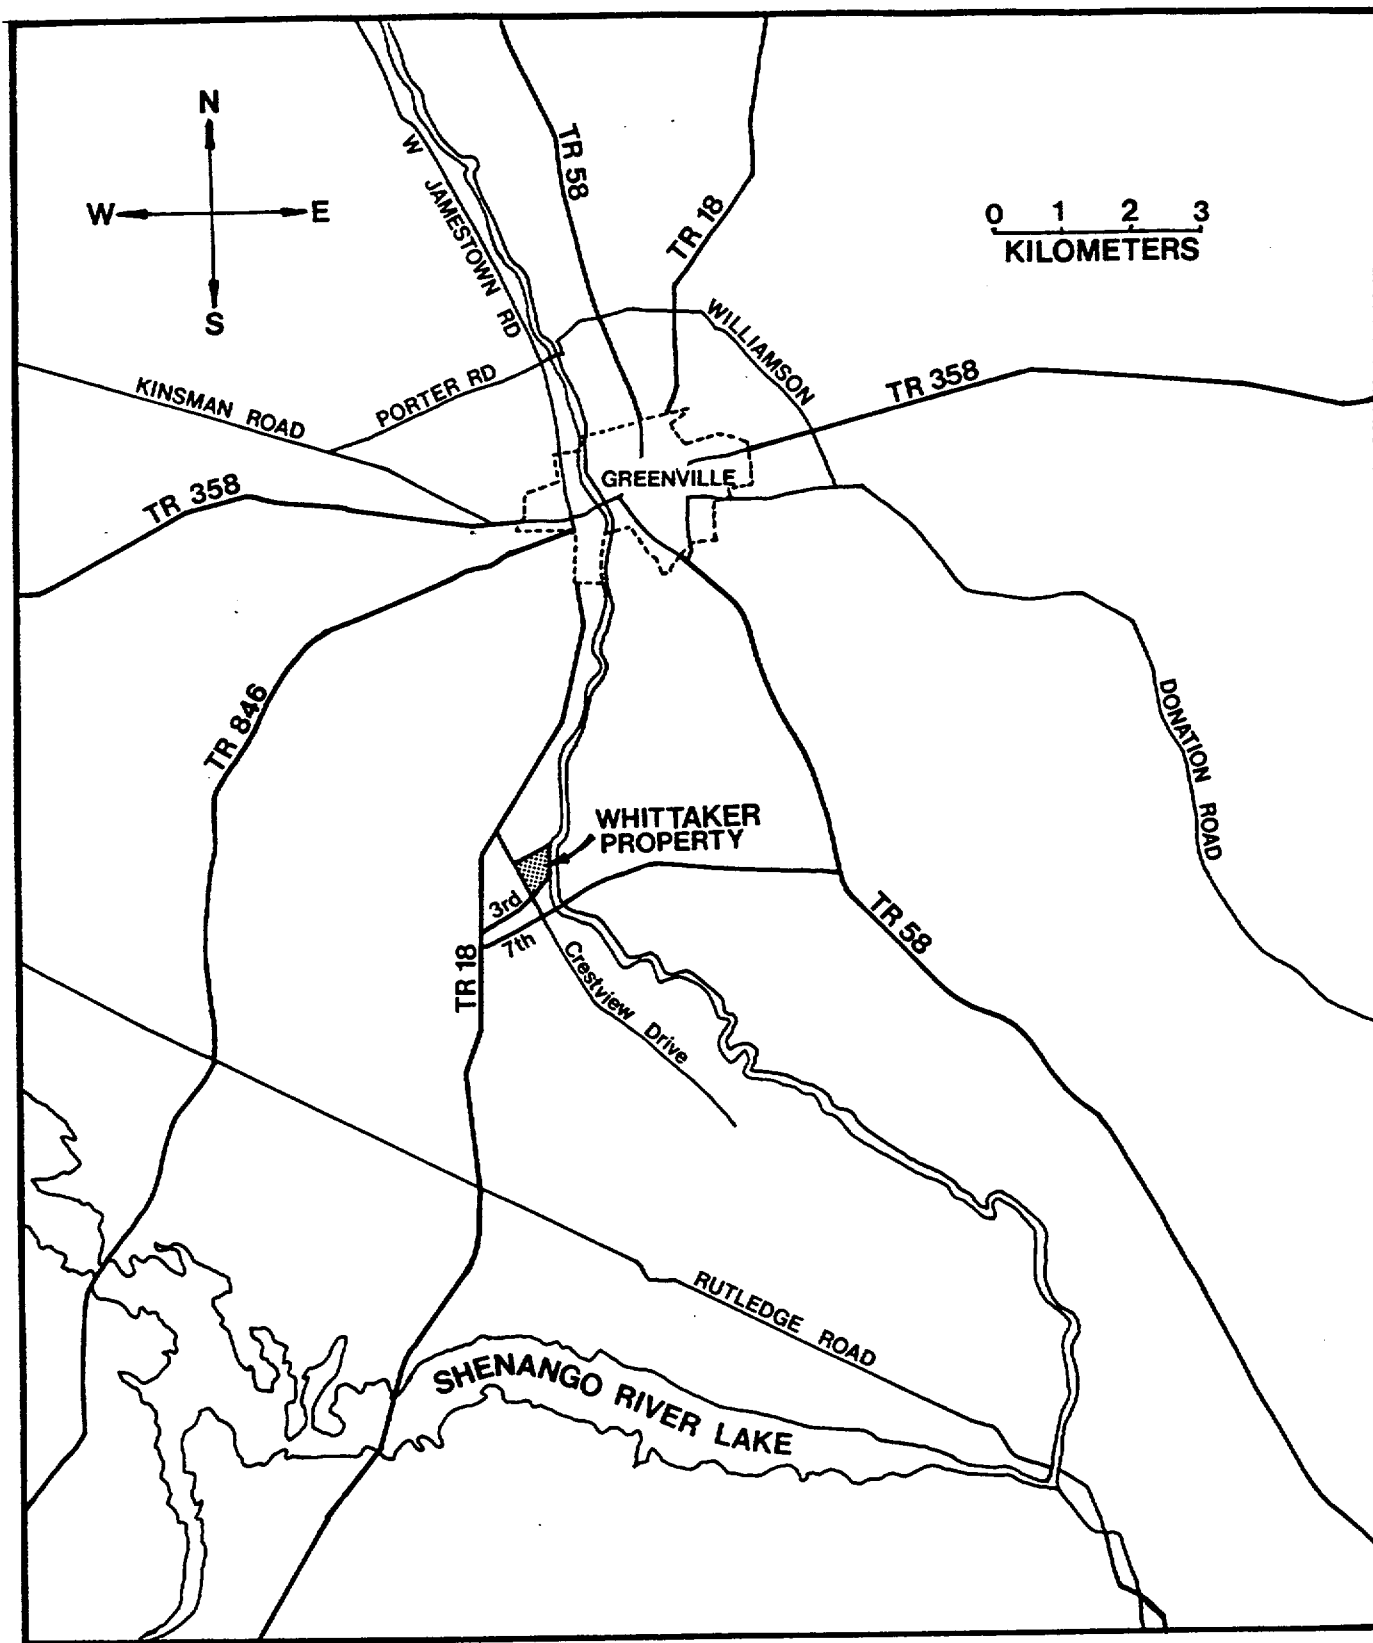 N
W E
S
TR 58
TR 18
0 1 2 3
KILOMETERS
W JAMESTOWN RD
WILLIAMSON
KINSMAN ROAD
PORTER RD
TR 358
TR 358
GREENVILLE
TR 846
DONATION ROAD
WHITTAKER
PROPERTY
3rd
7th
TR 18
Crestview Drive
TR 58
RUTLEDGE ROAD
SHENANGO RIVER LAKE